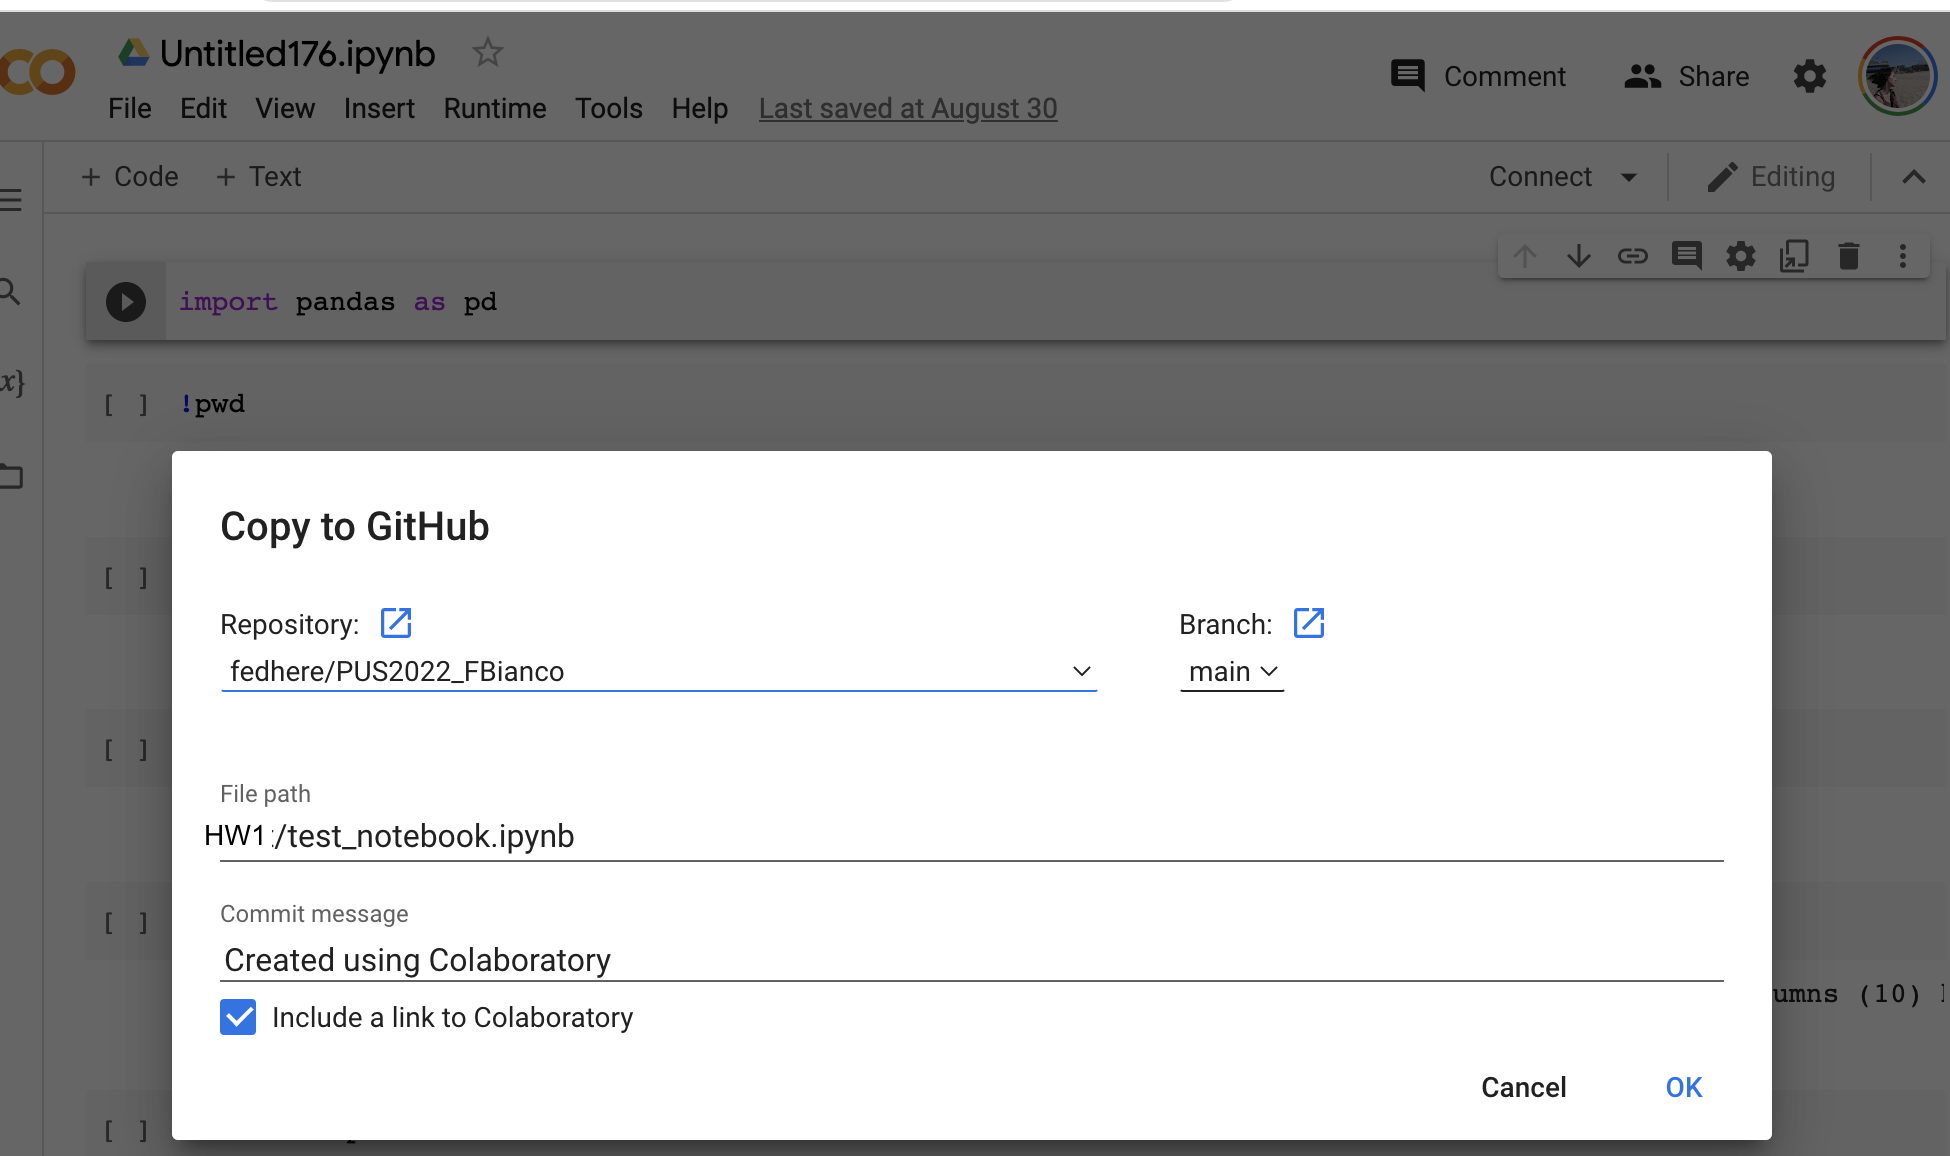 Untitled176.ipynb
Comment Share
File Edit View Insert Runtime Tools Help Last saved at August 30
+ Code + Text Connect Editing
import pandas as pd
[ ] !pwd
Copy to GitHub
[ ]
Repository: Branch:
fedhere/PUS2022_FBianco main
[ ]
File path
HW1:/test_notebook.ipynb
Commit message
[ ]
Created using Colaboratory
umns (10)
Include a link to Colaboratory
Cancel OK
[ ]